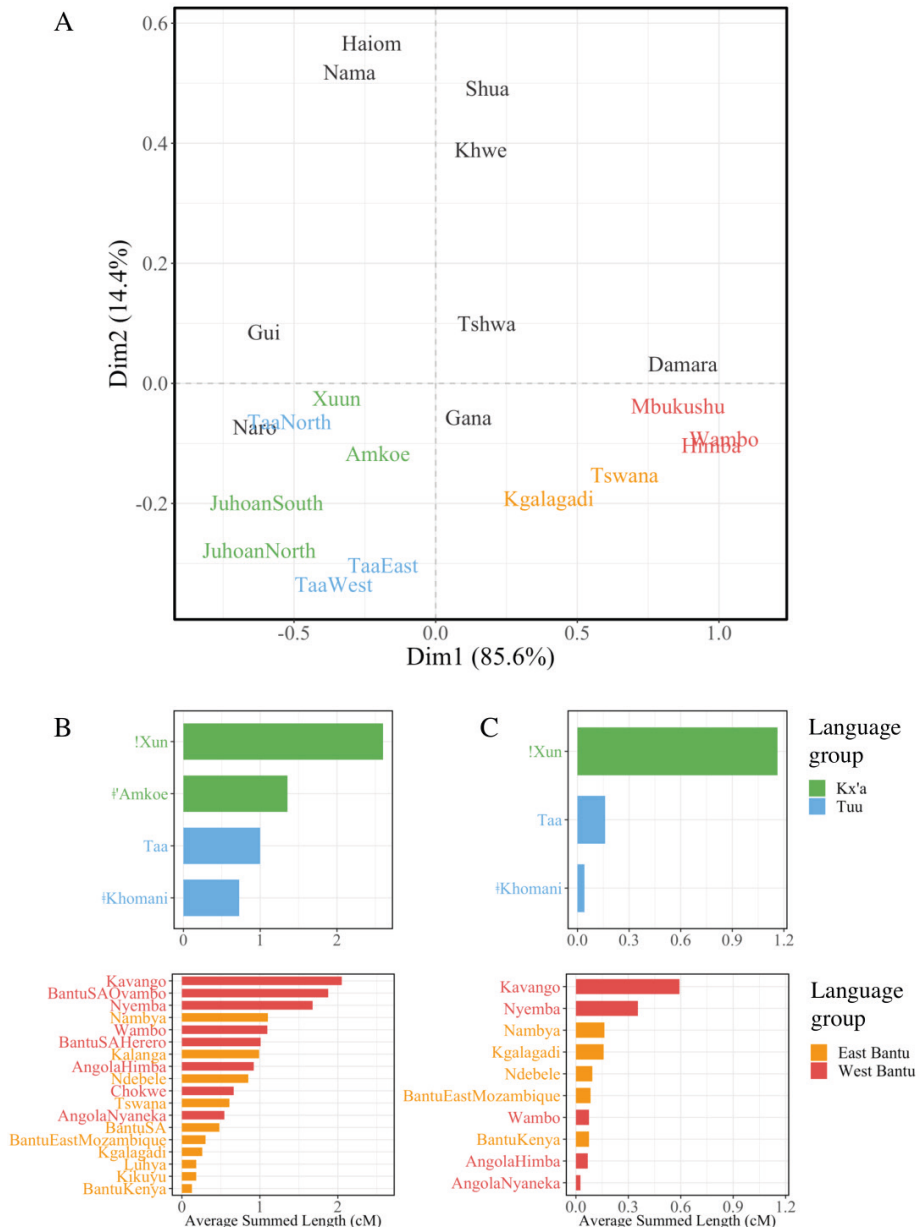 A
0.6
Haiom
Nama
Shua
0.4
Khwe
Dim2 (14.4%)
0.2
Tshwa
Gui
Damara
0.0
Xuun
Mbukushu
Naro TaaNorth
Gana
Wambo
Amkoe
Himba
Tswana
JuhoanSouth
Kgalagadi
-0.2
JuhoanNorth
TaaEast
TaaWest
-0.5 0.0 0.5 1.0
Dim1 (85.6%)
B
!Xun
ǂ'Amkoe
Taa
ǂKhomani
0 1 2
Kavango
BantuSAOvambo
Nyemba
Nambya
Wambo
BantuSAHerero
Kalanga
AngolaHimba
Ndebele
Chokwe
Tswana
AngolaNyaneka
BantuSA
BantuEastMozambique
Kgalagadi
Luhya
Kikuyu
BantuKenya
0 1 2
Average Summed Length (cM)
C
!Xun
Taa
ǂKhomani
0.0 0.3 0.6 0.9 1.2
Language
group
Kx'a
Tuu
Kavango
Nyemba
Nambya
Kgalagadi
Ndebele
BantuEastMozambique
Wambo
BantuKenya
AngolaHimba
AngolaNyaneka
0.0 0.3 0.6 0.9 1.2
Average Summed Length (cM)
Language
group
East Bantu
West Bantu